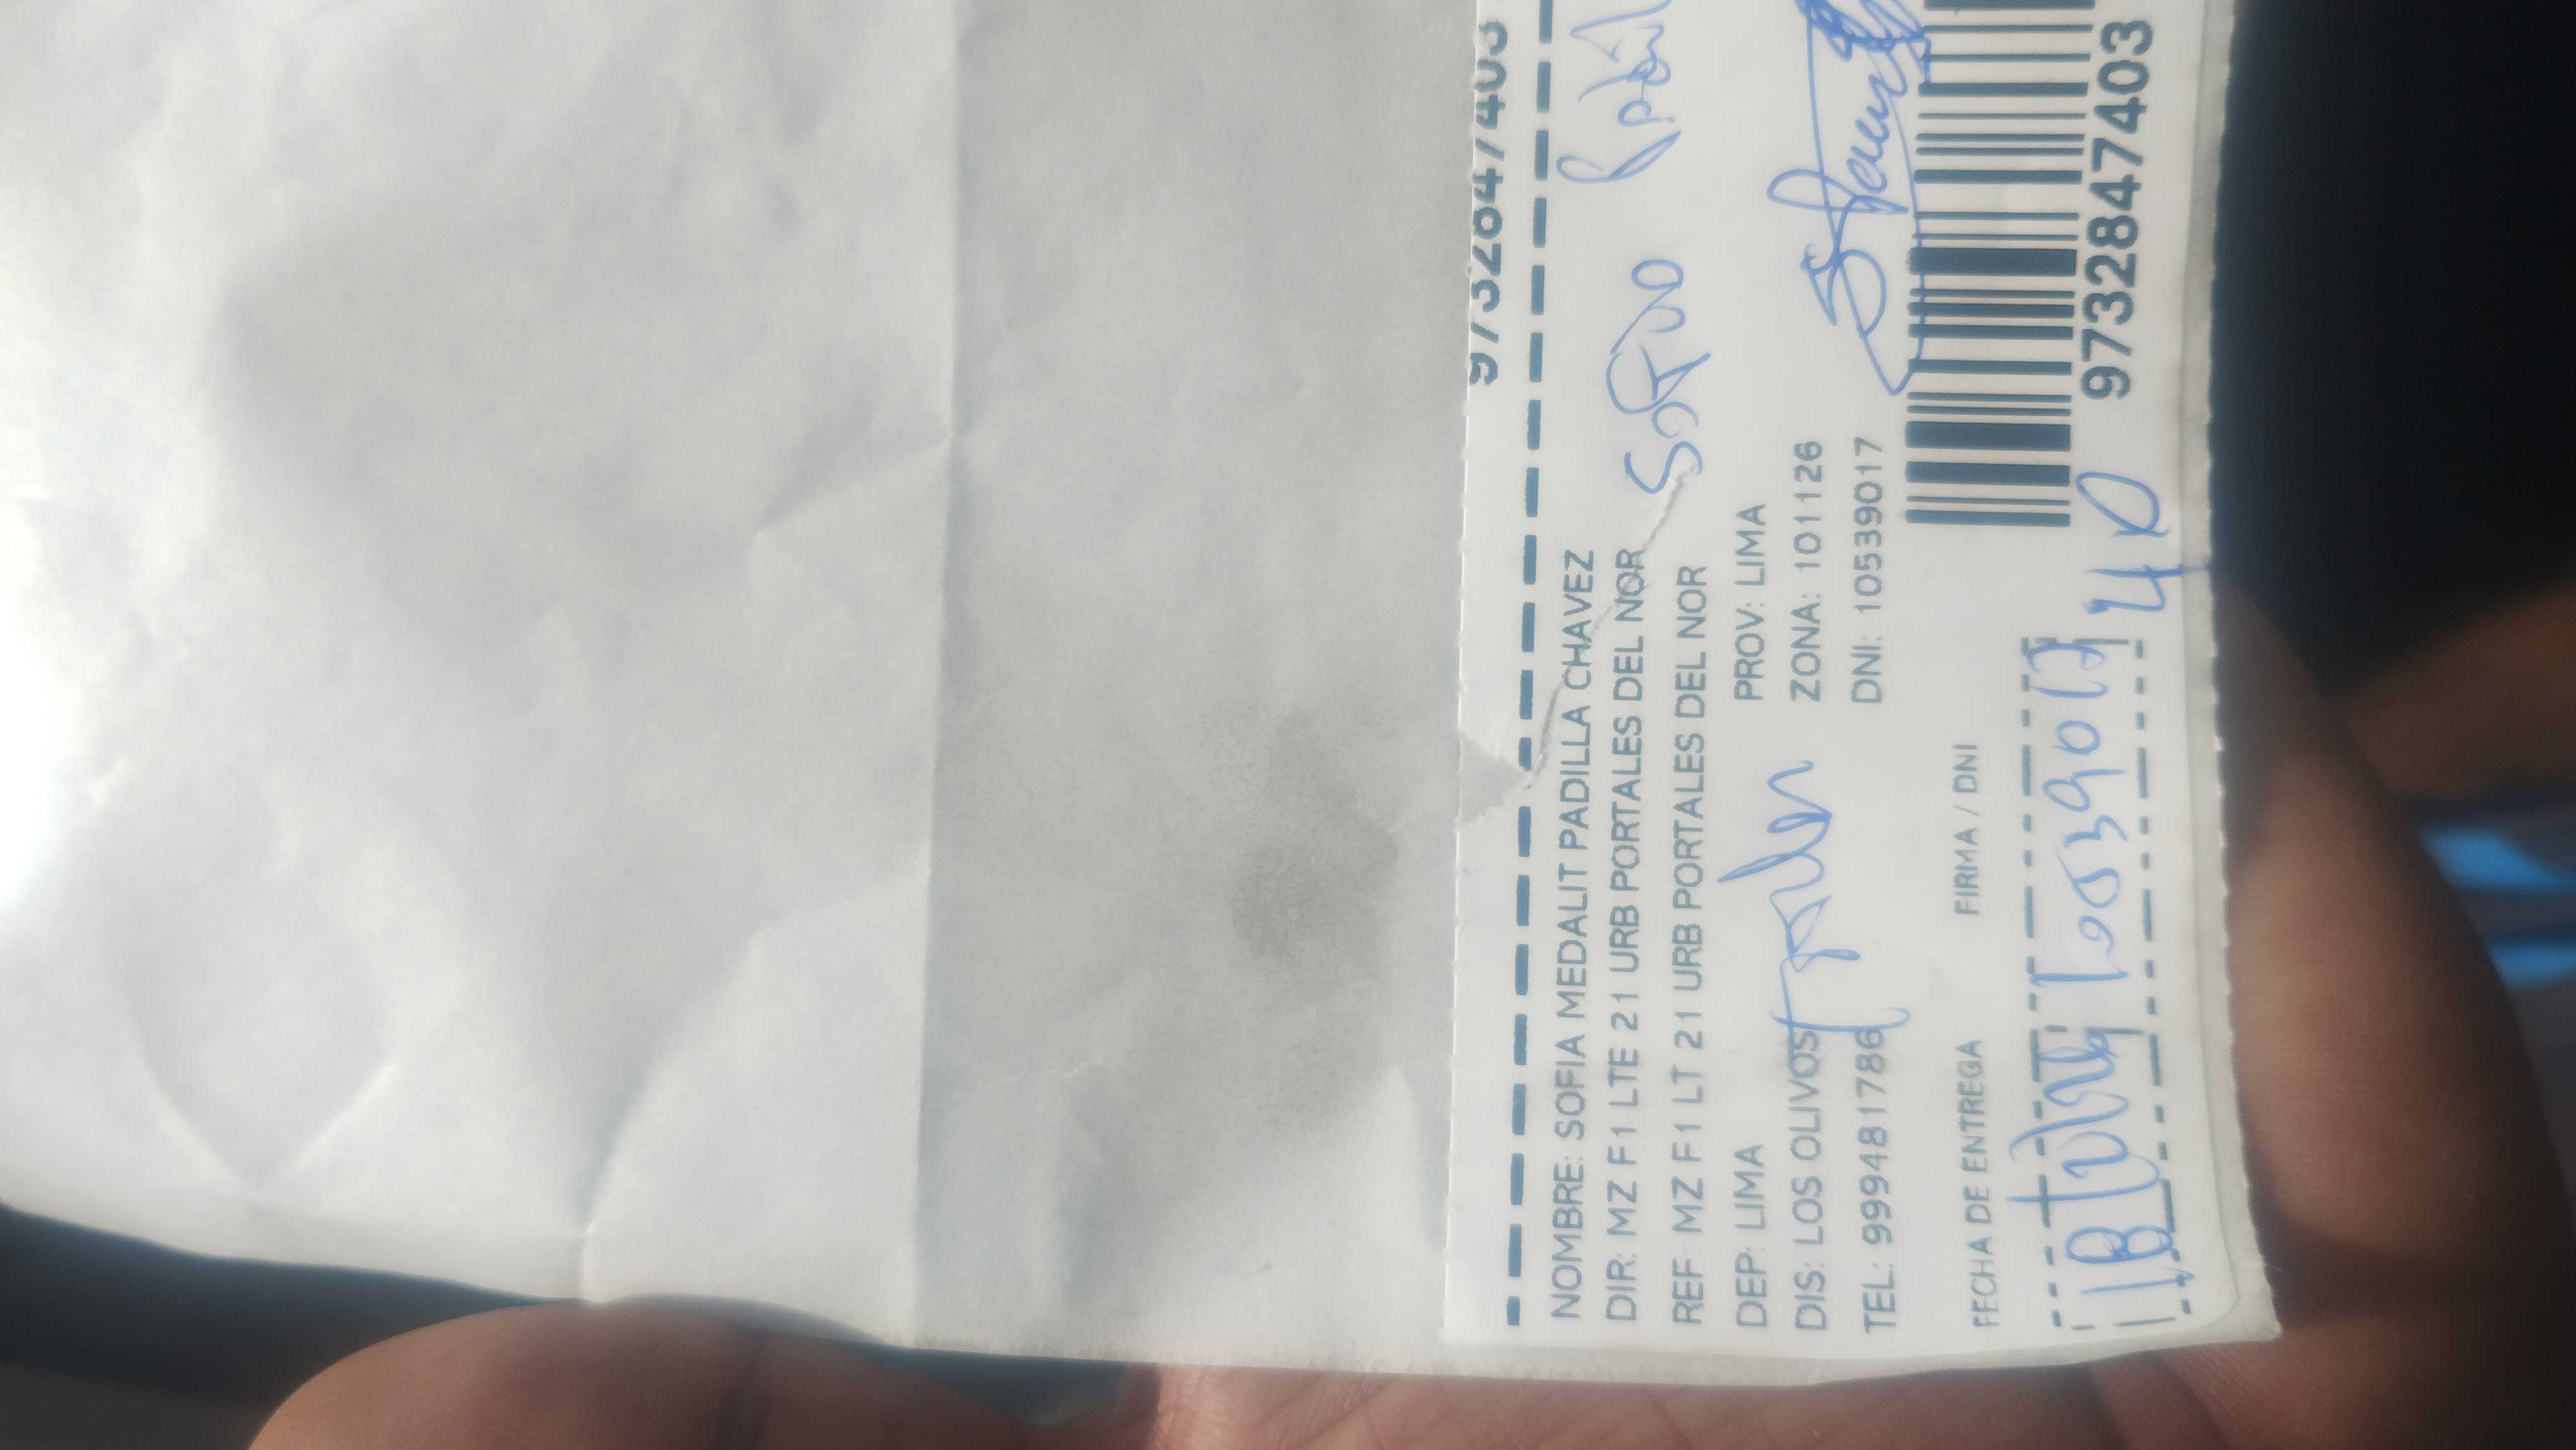 9732847403
NOMBRE: SOFIA MEDALIT PADILLA CHAVEZ
DIR: MZ F1 LTE 21 URB PORTALES DEL NOR
REF: MZ F1 LT 21 URB PORTALES DEL NOR
DEP: LIMA PROV: LIMA
DIS: LOS OLIVOS ZONA: 101126
TEL: 999481786 DNI: 10539017
FECHA DE ENTREGA FIRMA / DNI
10539017
9732847403